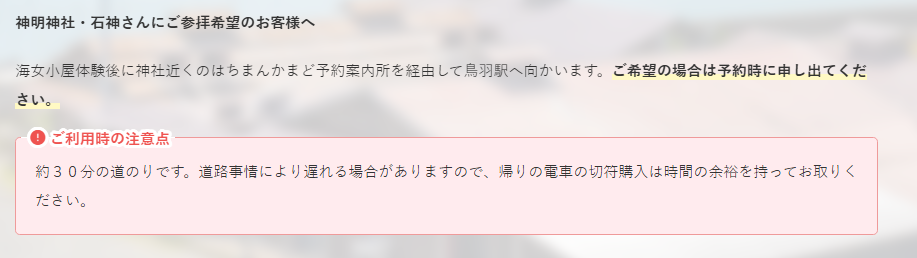 神明神社・石神さんにご参拝希望のお客様へ
海女小屋体験後に神社近くのはちまんかまど予約案内所を経由して鳥羽駅へ向かいます。ご希望の場合は予約時に申し出てくだ
さい。
ご利用時の注意点
約３０分の道のりです。道路事情により遅れる場合がありますので、帰りの電車の切符購入は時間の余裕を持ってお取りく
ださい。